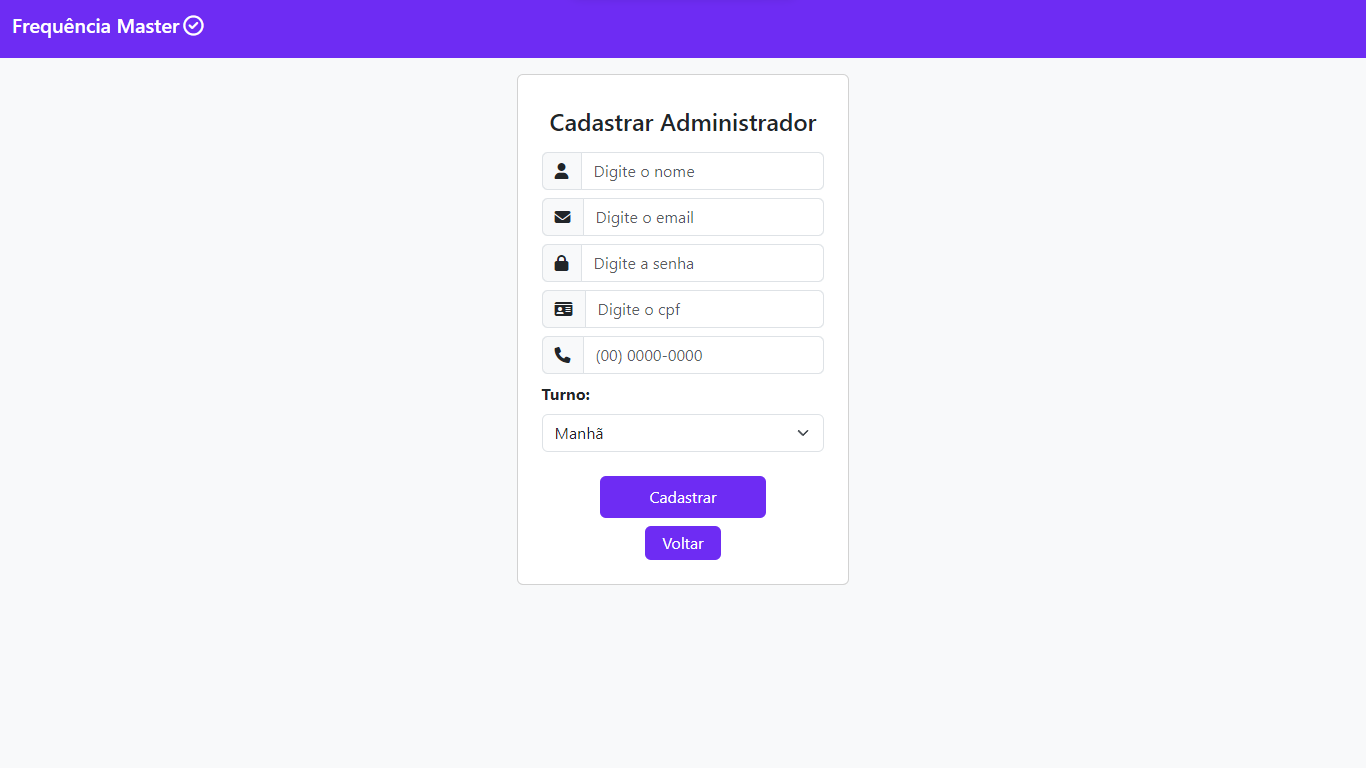 Frequência Master
Cadastrar Administrador
Digite o nome
Digite o email
Digite a senha
Digite o cpf
(00) 0000-0000
Turno:
Manhã
Cadastrar
Voltar